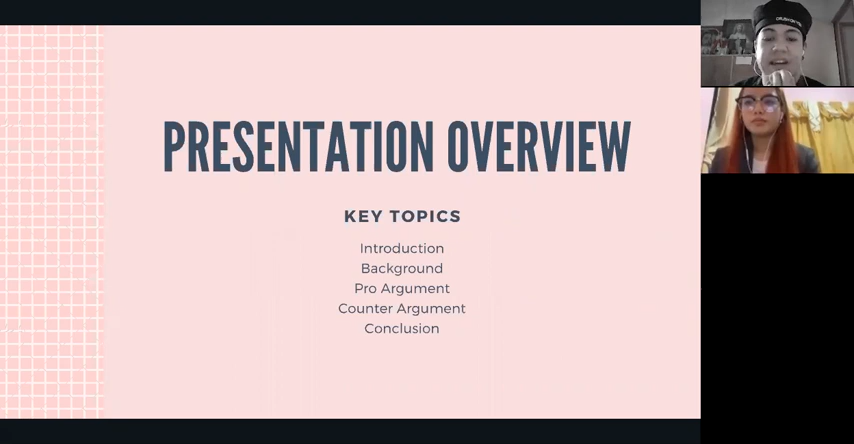 PRESENTATION OVERVIEW
KEY TOPICS
Introduction
Background
Pro Argument
Counter Argument
Conclusion